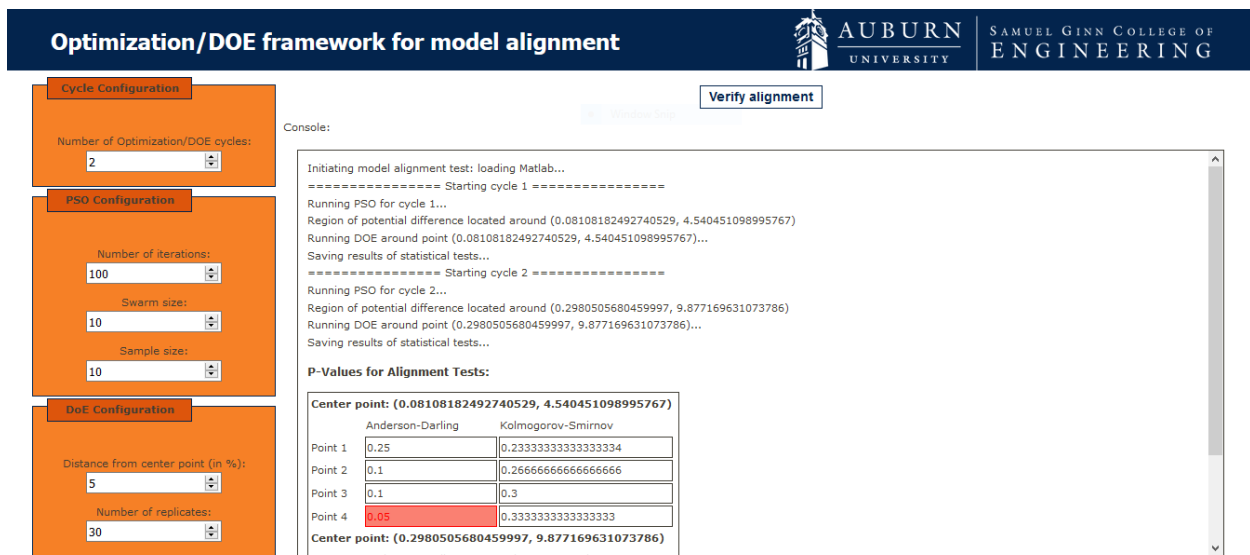 Optimization/DOE framework for model alignment
AUBURN
UNIVERSITY
SAMUEL GINN COLLEGE OF
ENGINEERING
Cycle Configuration
Number of Optimization/DOE cycles:
2
PSO Configuration
Number of iterations:
100
Swarm size:
10
Sample size:
10
DoE Configuration
Distance from center point (in %):
5
Number of replicates:
30
Verify alignment
Console:
Initiating model alignment test: loading Matlab...
================ Starting cycle 1 ================
Running PSO for cycle 1...
Region of potential difference located around (0.08108182492740529, 4.540451098995767)
Running DOE around point (0.08108182492740529, 4.540451098995767)...
Saving results of statistical tests...
================ Starting cycle 2 ================
Running PSO for cycle 2...
Region of potential difference located around (0.2980505680459997, 9.877169631073786)
Running DOE around point (0.2980505680459997, 9.877169631073786)...
Saving results of statistical tests...
P-Values for Alignment Tests:
Center point: (0.08108182492740529, 4.540451098995767)
Anderson-Darling Kolmogorov-Smirnov
Point 1 0.25 0.23333333333333334
Point 2 0.1 0.26666666666666666
Point 3 0.1 0.3
Point 4 0.05 0.3333333333333333
Center point: (0.2980505680459997, 9.877169631073786)